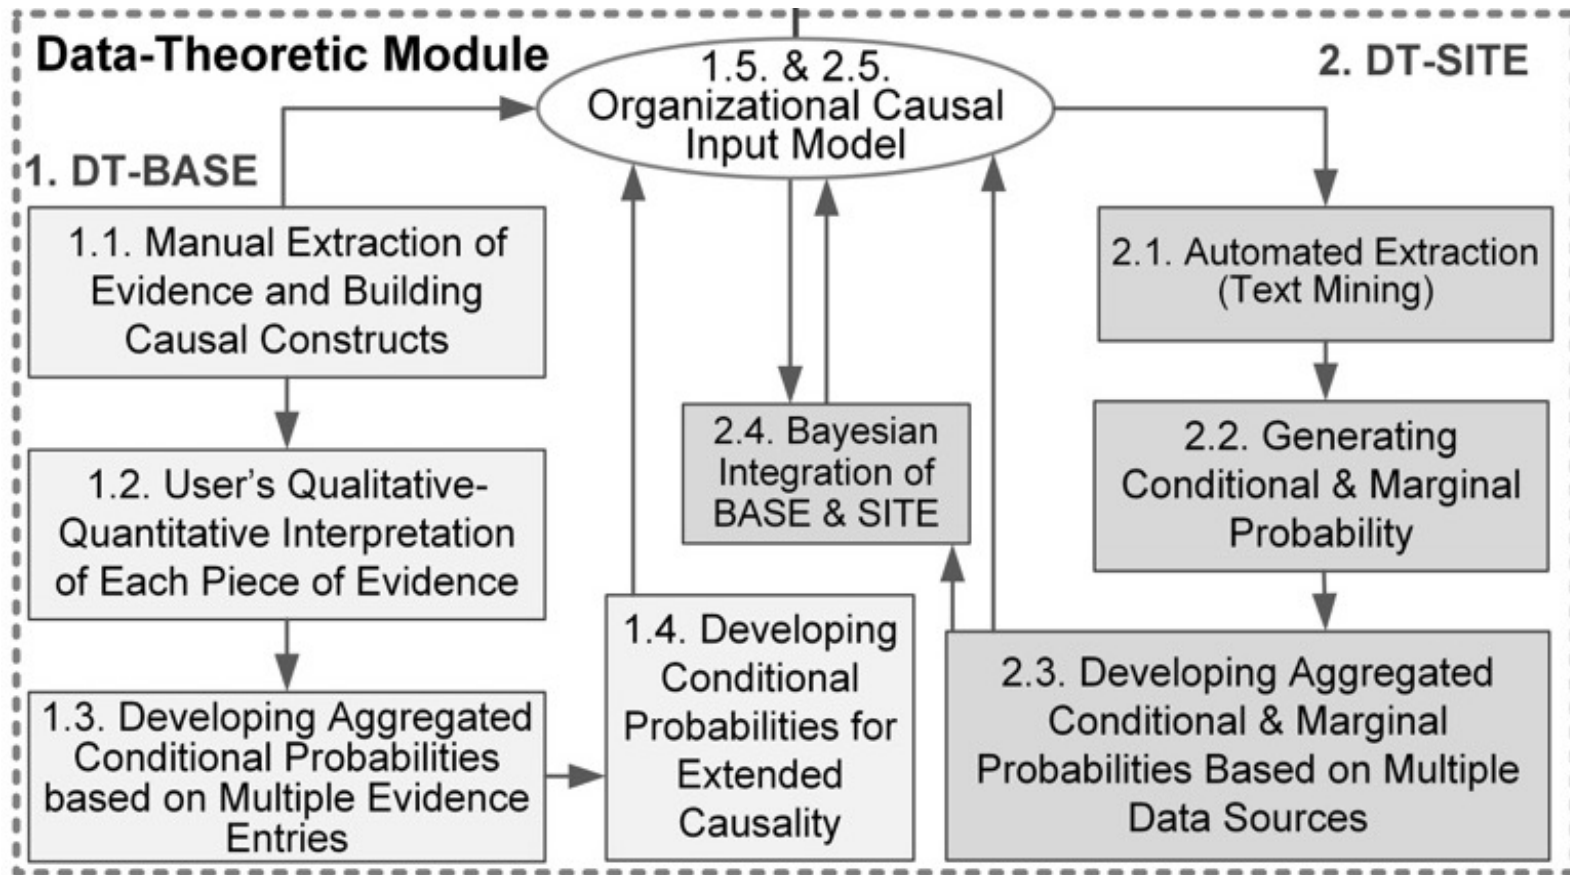 Data-Theoretic Module
1.5. & 2.5.
Organizational Causal
Input Model
2. DT-SITE
1. DT-BASE
1.1. Manual Extraction of
Evidence and Building
Causal Constructs
1.2. User’s Qualitative-
Quantitative Interpretation
of Each Piece of Evidence
1.3. Developing Aggregated
Conditional Probabilities
based on Multiple Evidence
Entries
1.4. Developing
Conditional
Probabilities for
Extended
Causality
2.4. Bayesian
Integration of
BASE & SITE
2.1. Automated Extraction
(Text Mining)
2.2. Generating
Conditional & Marginal
Probability
2.3. Developing Aggregated
Conditional & Marginal
Probabilities Based on Multiple
Data Sources